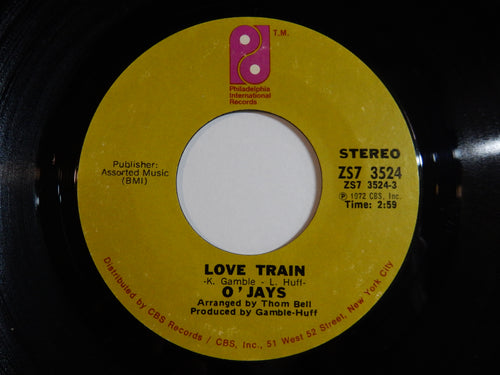 T.M.
Philadelphia
International
Records
Publisher:
Assorted Music
(BMI)
STEREO
ZS7 3524
ZS7 3524-3
Ⓟ 1972 CBS, Inc.
Time: 2:59
LOVE TRAIN
-K. Gamble - L. Huff-
O'JAYS
Arranged by Thom Bell
Produced by Gamble-Huff
Distributed by CBS Records / CBS, Inc., 51 West 52 Street, New York City